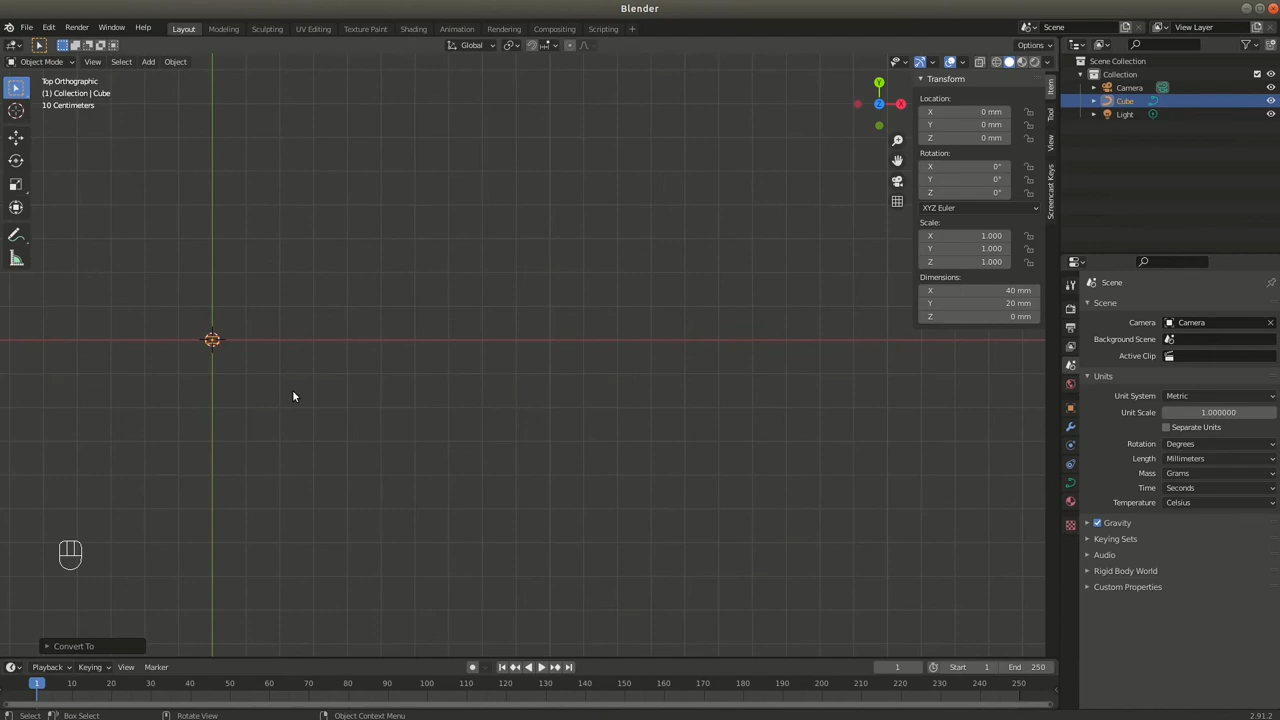 Blender
File Edit Render Window Help
Layout Modeling Sculpting UV Editing Texture Paint Shading Animation Rendering Compositing Scripting +
Scene
View Layer
Global
Options
Object Mode View Select Add Object
Top Orthographic
(1) Collection | Cube
10 Centimeters
Y
Z
X
Transform
Location:
X 0 mm
Y 0 mm
Z 0 mm
Rotation:
X 0°
Y 0°
Z 0°
XYZ Euler
Scale:
X 1.000
Y 1.000
Z 1.000
Dimensions:
X 40 mm
Y 20 mm
Z 0 mm
Item
Tool
View
Screencast Keys
Scene Collection
Collection
Camera
Cube
Light
Scene
Scene
Camera Camera
Background Scene
Active Clip
Units
Unit System Metric
Unit Scale 1.000000
Separate Units
Rotation Degrees
Length Millimeters
Mass Grams
Time Seconds
Temperature Celsius
Gravity
Keying Sets
Audio
Rigid Body World
Custom Properties
Convert To
Playback Keying View Marker
1 Start 1 End 250
1 10 20 30 40 50 60 70 80 90 100 110 120 130 140 150 160 170 180 190 200 210 220 230 240 250
Select Box Select Rotate View Object Context Menu 2.91.2